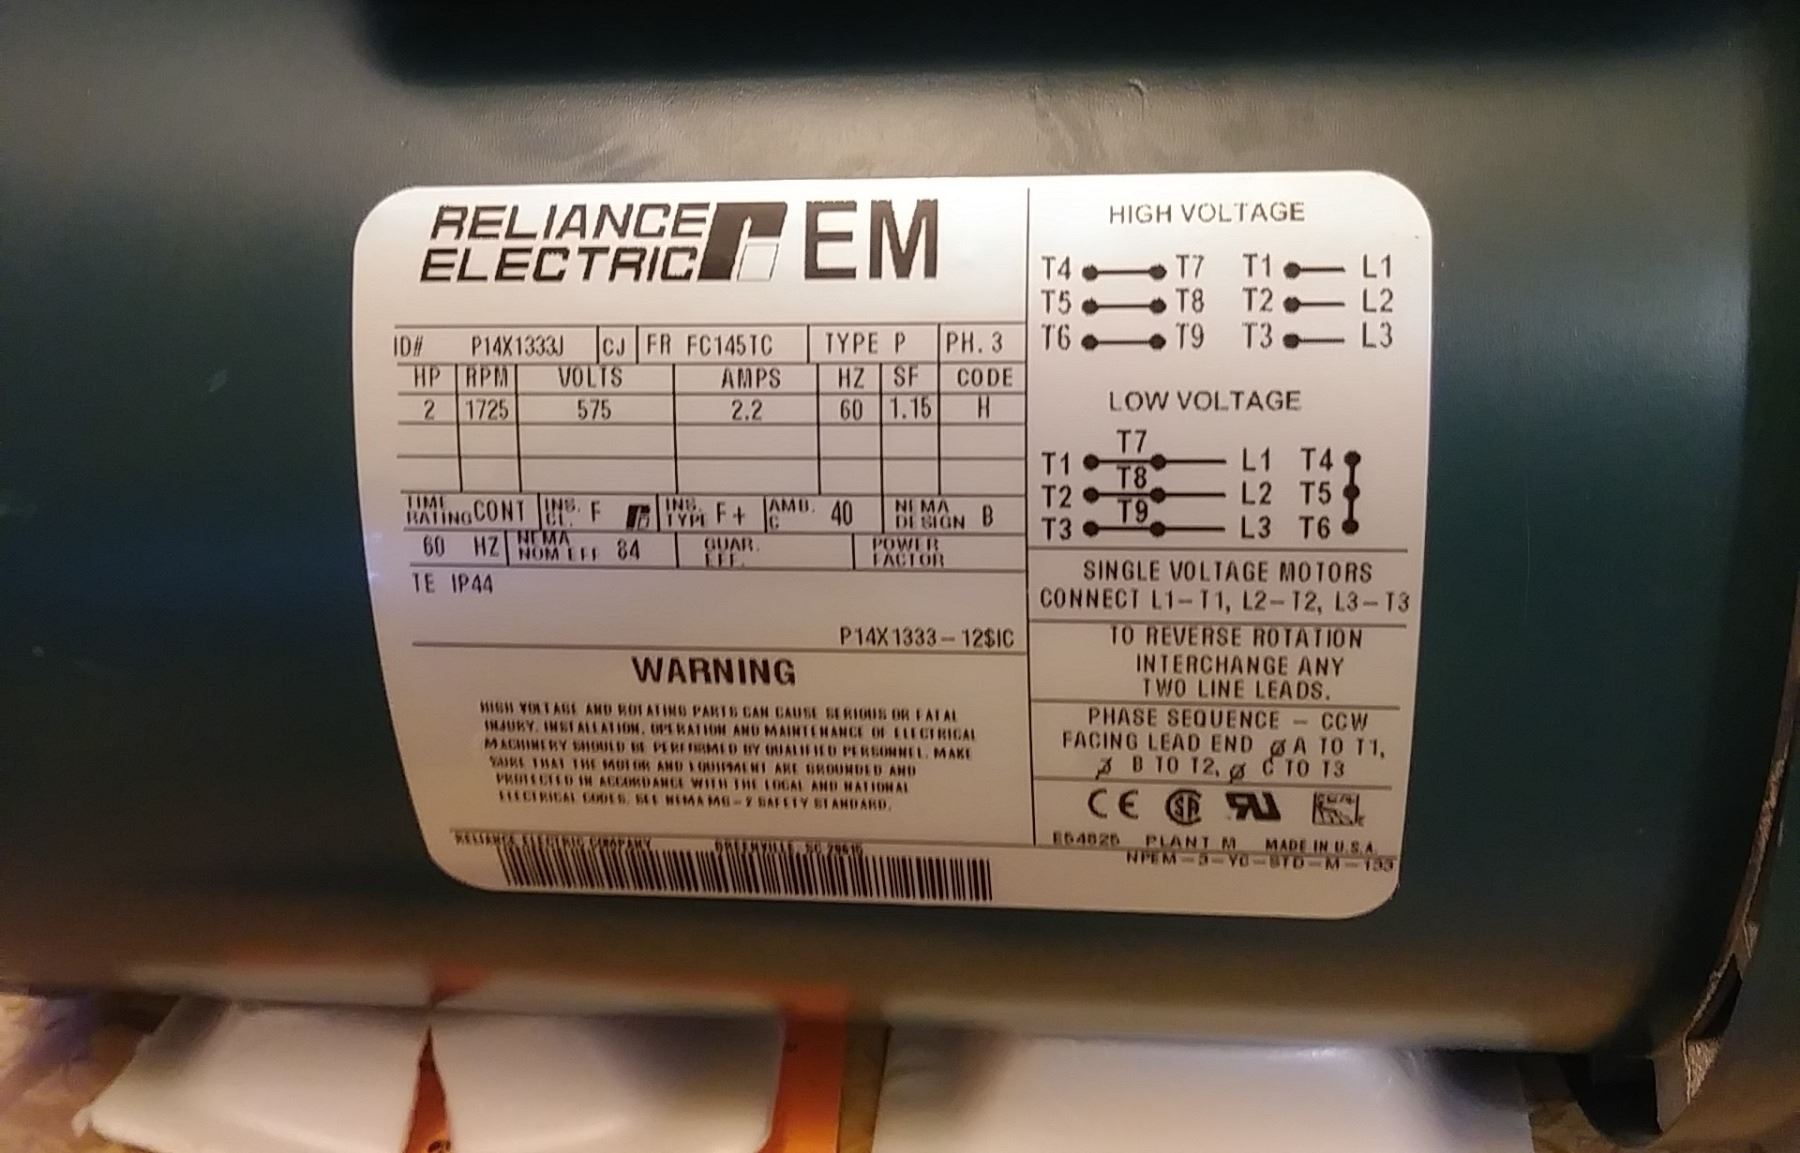 RELIANCE
ELECTRIC
EM
ID# P14X1333J CJ FR FC145TC TYPE P PH. 3
HP RPM VOLTS AMPS HZ SF CODE
2 1725 575 2.2 60 1.15 H
TIME RATING CONT INS. CL. F INS. TYPE F+ AMB. C 40 NEMA DESIGN B
60 HZ NEMA NOM EFF 84 GUAR. EFF. POWER FACTOR
TE IP44
P14X1333-12$IC
WARNING
HIGH VOLTAGE AND ROTATING PARTS CAN CAUSE SERIOUS OR FATAL
INJURY. INSTALLATION, OPERATION AND MAINTENANCE OF ELECTRICAL
MACHINERY SHOULD BE PERFORMED BY QUALIFIED PERSONNEL. MAKE
SURE THAT THE MOTOR AND EQUIPMENT ARE GROUNDED AND
PROTECTED IN ACCORDANCE WITH THE LOCAL AND NATIONAL
ELECTRICAL CODES. SEE NEMA MG-2 SAFETY STANDARD.
RELIANCE ELECTRIC COMPANY GREENVILLE, SC 29615
HIGH VOLTAGE
T4 T7 T1 L1
T5 T8 T2 L2
T6 T9 T3 L3
LOW VOLTAGE
T7
T1 L1 T4
T8
T2 L2 T5
T9
T3 L3 T6
SINGLE VOLTAGE MOTORS
CONNECT L1-T1, L2-T2, L3-T3
TO REVERSE ROTATION
INTERCHANGE ANY
TWO LINE LEADS.
PHASE SEQUENCE - CCW
FACING LEAD END ø A TO T1,
ø B TO T2, ø C TO T3
CE SA RU
E54825 PLANT M MADE IN U.S.A.
NPEM-3-YC-STD-M-133